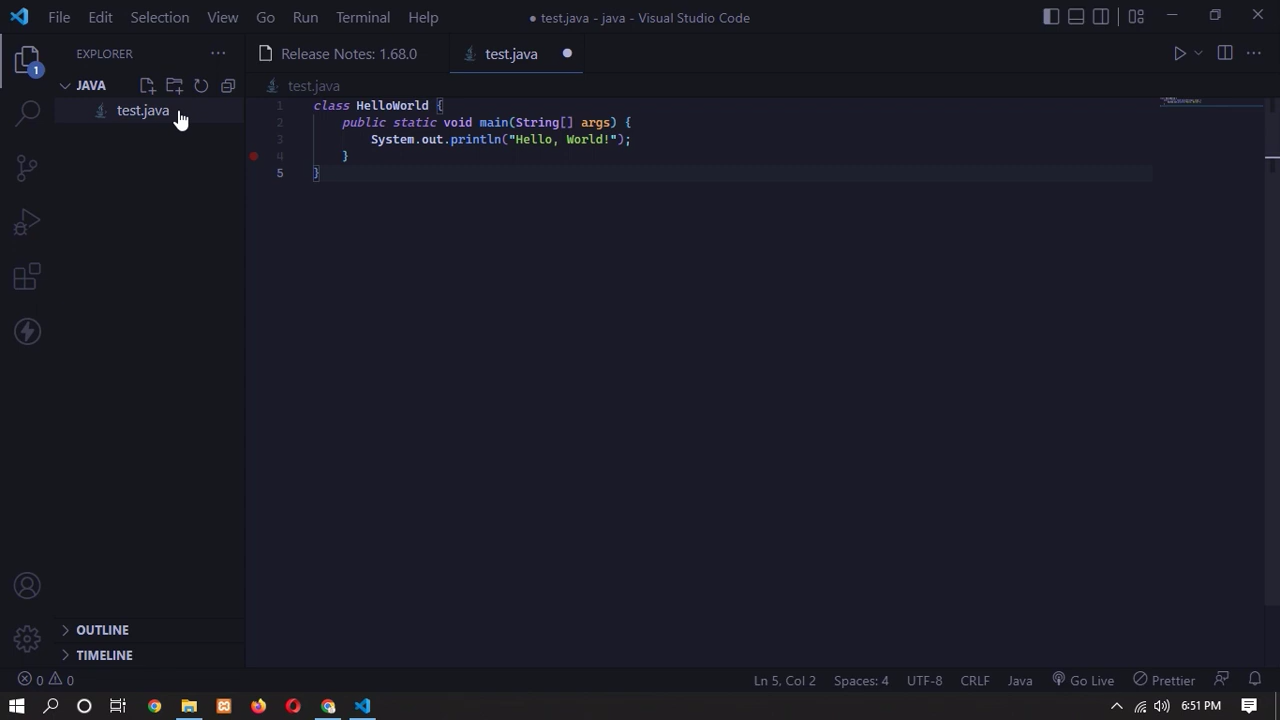 File Edit Selection View Go Run Terminal Help
● test.java - java - Visual Studio Code
EXPLORER
Release Notes: 1.68.0
test.java
1
JAVA
test.java
test.java
1 class HelloWorld {
2 public static void main(String[] args) {
3 System.out.println("Hello, World!");
4 }
5 }
OUTLINE
TIMELINE
0 0
Ln 5, Col 2 Spaces: 4 UTF-8 CRLF Java Go Live Prettier
6:51 PM